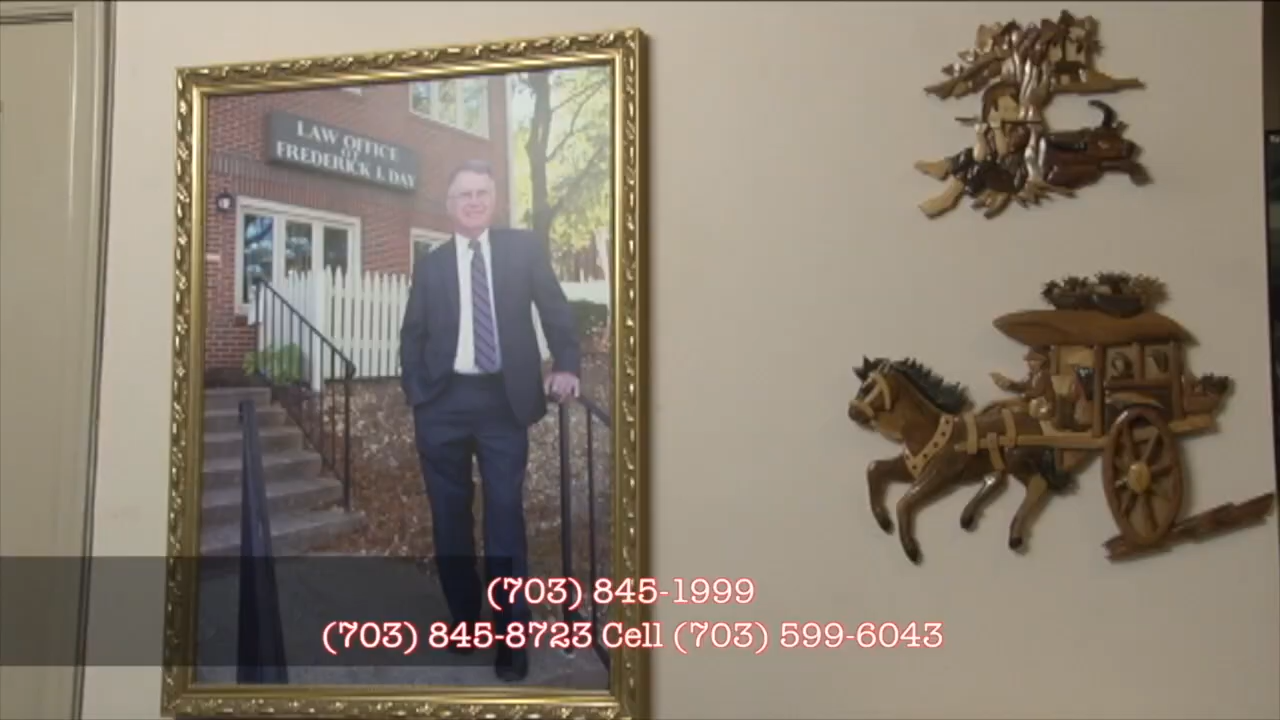 LAW OFFICE
OF
FREDERICK J. DAY
(703) 845-1999
(703) 845-8723 Cell (703) 599-6043